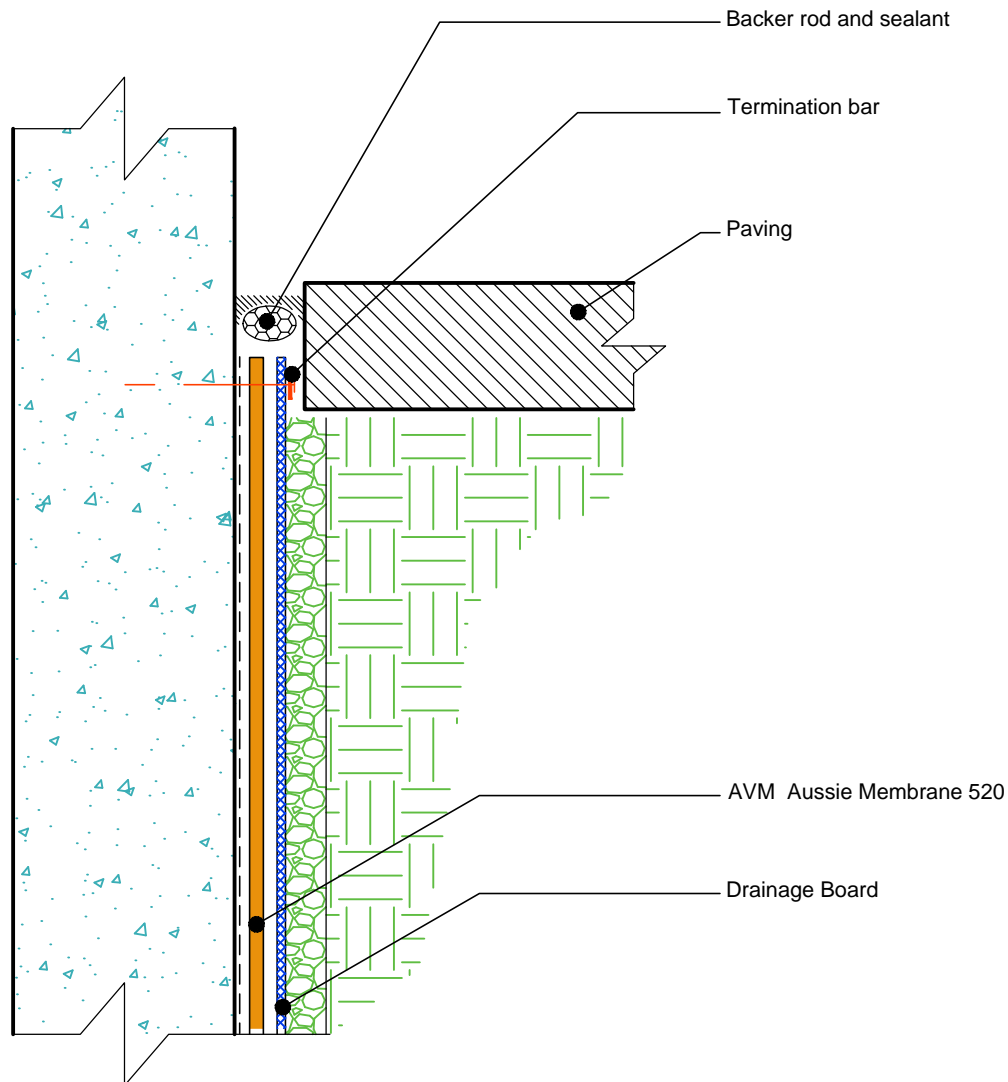 Backer rod and sealant
Termination bar
Paving
AVM  Aussie Membrane 520
Drainage Board